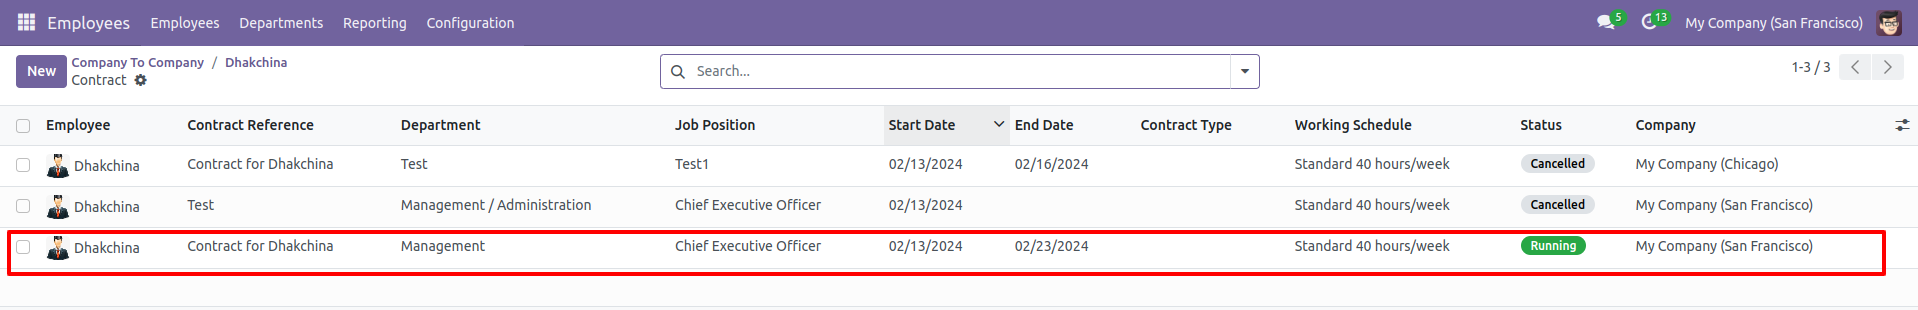 Employees Employees Departments Reporting Configuration 5 13 My Company (San Francisco)
New Company To Company / Dhakchina
Contract
Search...
1-3 / 3
Employee Contract Reference Department Job Position Start Date End Date Contract Type Working Schedule Status Company
Dhakchina Contract for Dhakchina Test Test1 02/13/2024 02/16/2024 Standard 40 hours/week Cancelled My Company (Chicago)
Dhakchina Test Management / Administration Chief Executive Officer 02/13/2024 Standard 40 hours/week Cancelled My Company (San Francisco)
Dhakchina Contract for Dhakchina Management Chief Executive Officer 02/13/2024 02/23/2024 Standard 40 hours/week Running My Company (San Francisco)